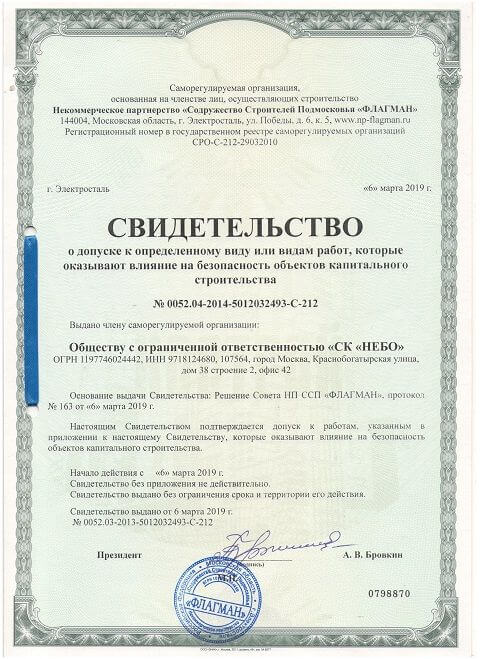 Саморегулируемая организация,
основанная на членстве лиц, осуществляющих строительство
Некоммерческое партнерство «Содружество Строителей Подмосковья «ФЛАГМАН»
144004, Московская область, г. Электросталь, ул. Победы, д. 6, к. 5, www.np-flagman.ru
Регистрационный номер в государственном реестре саморегулируемых организаций
СРО-С-212-29032010
г. Электросталь «6» марта 2019 г.
СВИДЕТЕЛЬСТВО
о допуске к определенному виду или видам работ, которые
оказывают влияние на безопасность объектов капитального
строительства
№ 0052.04-2014-5012032493-С-212
Выдано члену саморегулируемой организации:
Обществу с ограниченной ответственностью «СК «НЕБО»
ОГРН 1197746024442, ИНН 9718124680, 107564, город Москва, Краснобогатырская улица,
дом 38 строение 2, офис 42
Основание выдачи Свидетельства: Решение Совета НП ССП «ФЛАГМАН», протокол
№ 163 от «6» марта 2019 г.
Настоящим Свидетельством подтверждается допуск к работам, указанным в
приложении к настоящему Свидетельству, которые оказывают влияние на безопасность
объектов капитального строительства.
Начало действия с «6» марта 2019 г.
Свидетельство без приложения не действительно.
Свидетельство выдано без ограничения срока и территории его действия.
Свидетельство выдано от 6 марта 2019 г.
№ 0052.03-2013-5012032493-С-212
Президент А. В. Бровкин
(подпись)
М.П.
«ФЛАГМАН»
0798870